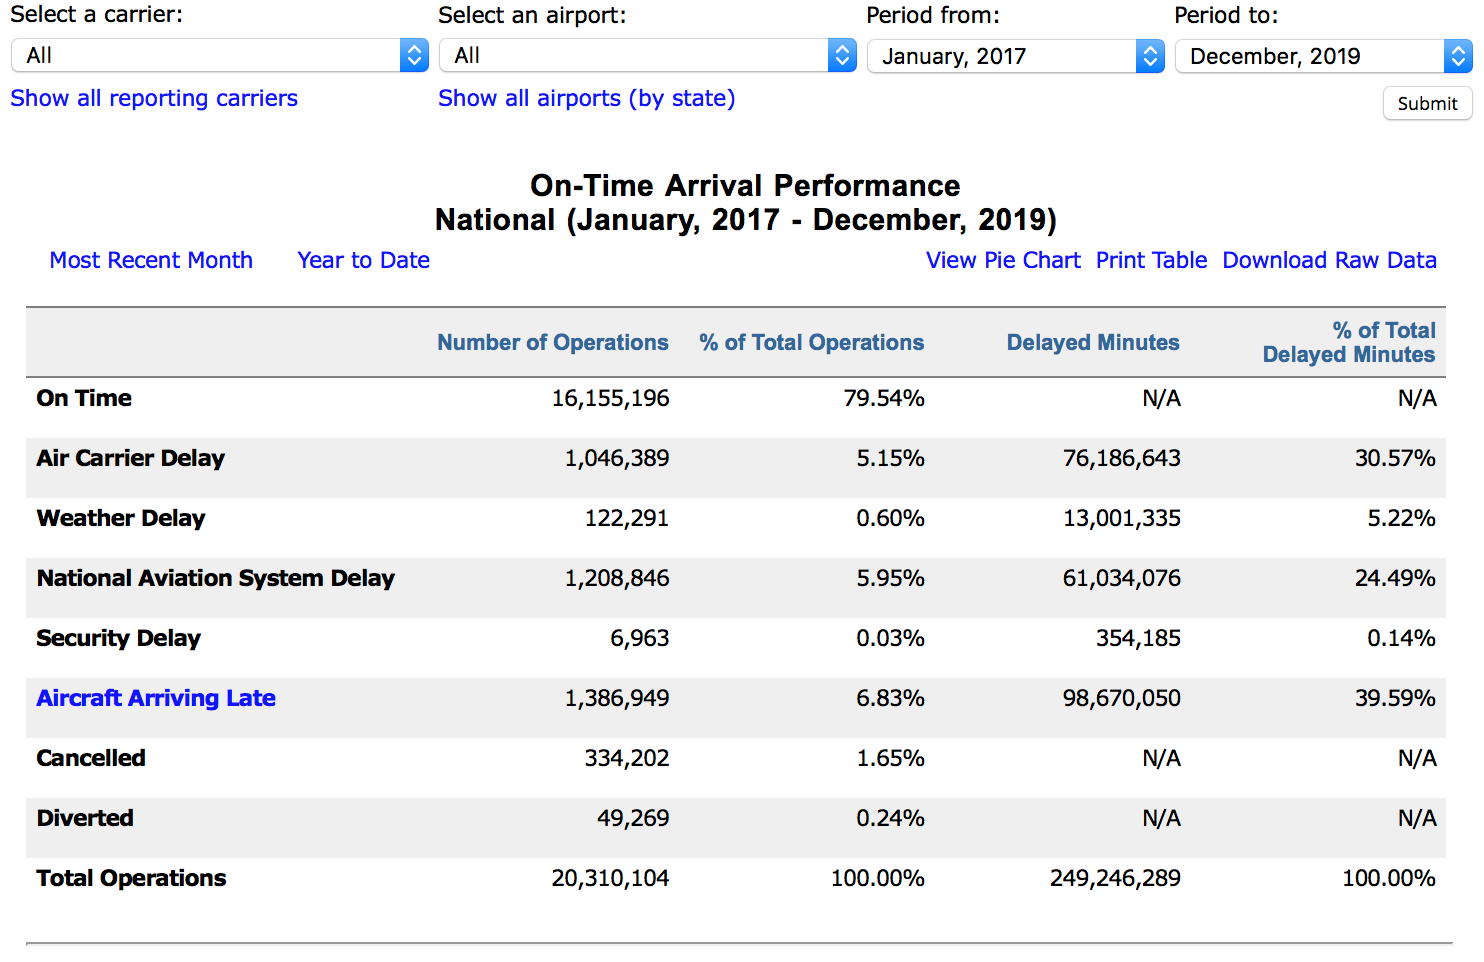 Select a carrier: Select an airport: Period from: Period to:
All All January, 2017 December, 2019
Show all reporting carriers Show all airports (by state)
Submit
On-Time Arrival Performance
National (January, 2017 - December, 2019)
Most Recent Month Year to Date View Pie Chart Print Table Download Raw Data
Number of Operations % of Total Operations Delayed Minutes % of Total
Delayed Minutes
On Time 16,155,196 79.54% N/A N/A
Air Carrier Delay 1,046,389 5.15% 76,186,643 30.57%
Weather Delay 122,291 0.60% 13,001,335 5.22%
National Aviation System Delay 1,208,846 5.95% 61,034,076 24.49%
Security Delay 6,963 0.03% 354,185 0.14%
Aircraft Arriving Late 1,386,949 6.83% 98,670,050 39.59%
Cancelled 334,202 1.65% N/A N/A
Diverted 49,269 0.24% N/A N/A
Total Operations 20,310,104 100.00% 249,246,289 100.00%